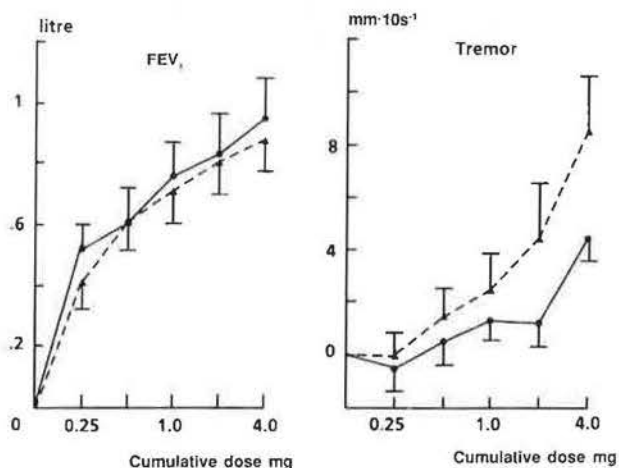 litre
FEV₁
1
.6
.2
0
0.25
1.0
4.0
Cumulative dose mg
mm·10s⁻¹
Tremor
8
4
0
0.25
1.0
4.0
Cumulative dose mg